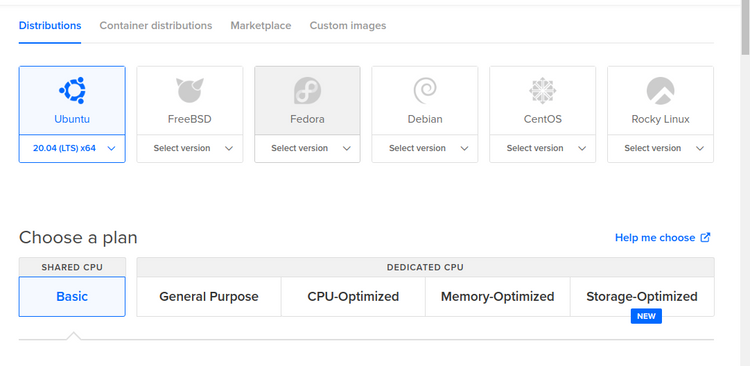 Distributions Container distributions Marketplace Custom images
Ubuntu FreeBSD Fedora Debian CentOS Rocky Linux
20.04 (LTS) x64 Select version Select version Select version Select version Select version
Choose a plan Help me choose
SHARED CPU DEDICATED CPU
Basic General Purpose CPU-Optimized Memory-Optimized Storage-Optimized
NEW